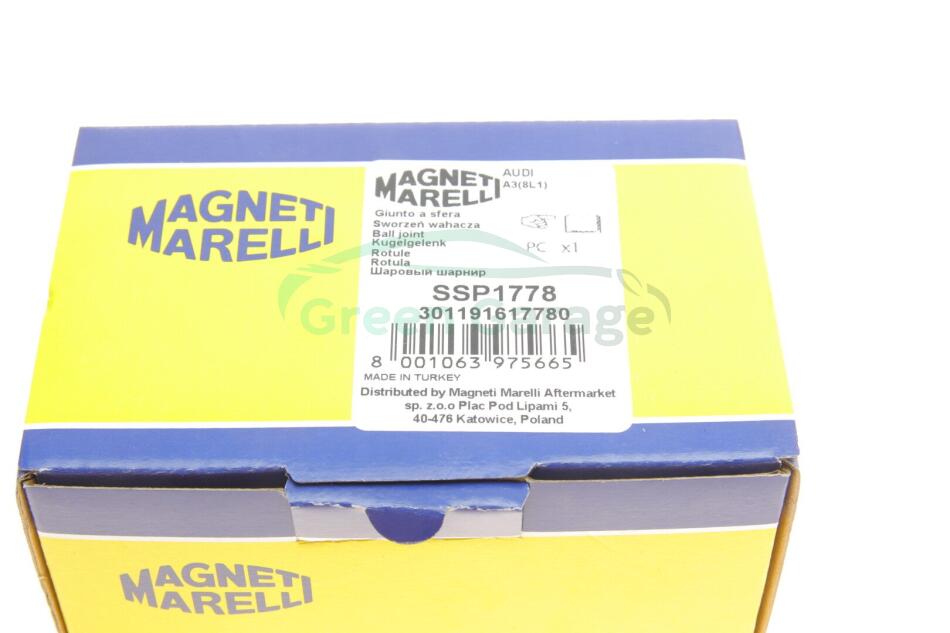 MAGNETI
MARELLI
MAGNETI
MARELLI
AUDI
A3(8L1)
Giunto a sfera
Sworzeń wahacza
Ball joint
Kugelgelenk
Rotule
Rotula
Шаровый шарнир
PC x1
SSP1778
301191617780
Green Garage
8 001063 975665
MADE IN TURKEY
Distributed by Magneti Marelli Aftermarket
sp. z.o.o Plac Pod Lipami 5,
40-476 Katowice, Poland
MAGNETI
MARELLI